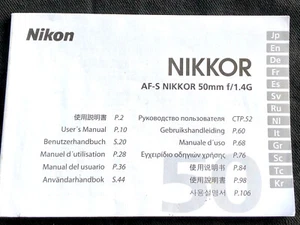 Nikon
NIKKOR
AF-S NIKKOR 50mm f/1.4G
使用説明書 P.2
User's Manual P.10
Benutzerhandbuch S.20
Manuel d'utilisation P.28
Manual del usuario P.36
Användarhandbok S.44
Руководство пользователя СТР.52
Gebruikshandleiding P.60
Manuale d'uso P.68
Εγχειρίδιο οδηγιών χρήσης P.76
使用说明书 P.84
使用說明書 P.98
사용설명서 P.106
50
Jp
En
De
Fr
Es
Sv
Ru
Nl
It
Gr
Sc
Tc
Kr